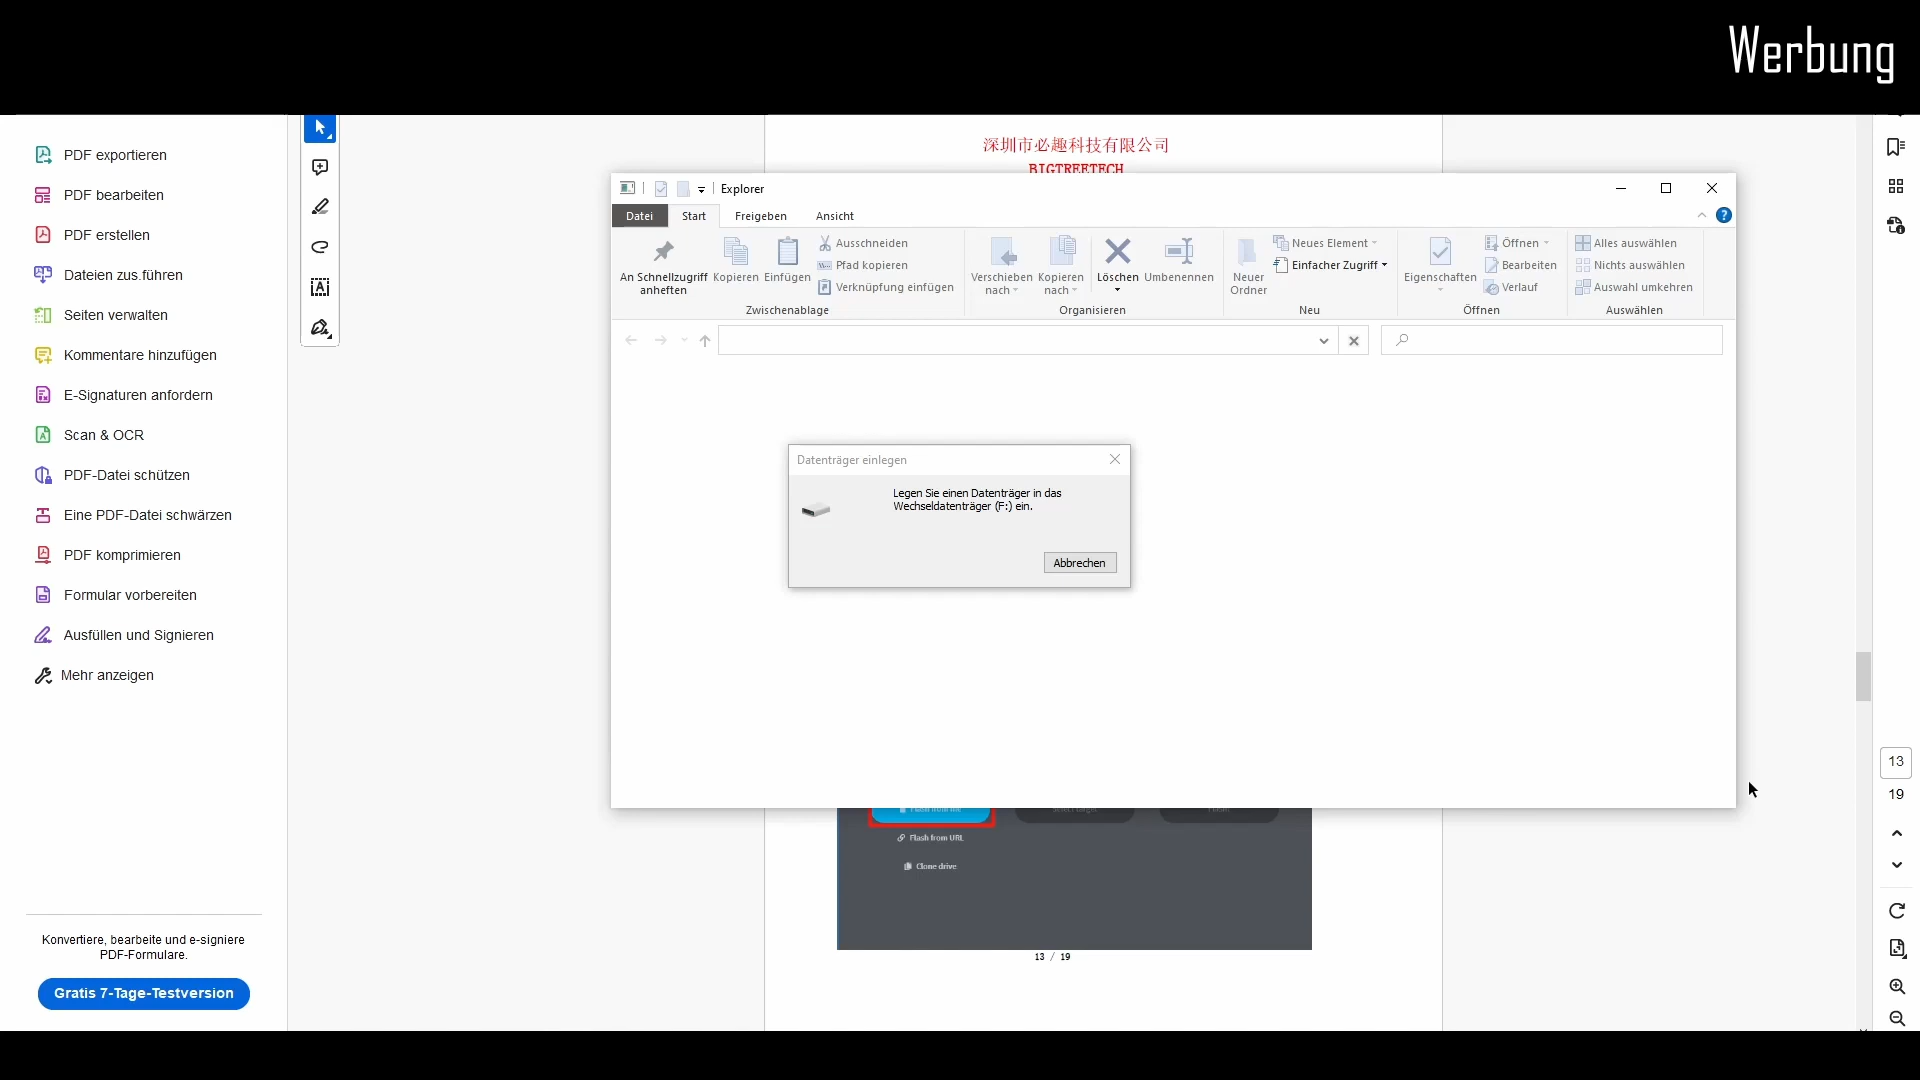 Werbung
PDF exportieren
PDF bearbeiten
PDF erstellen
Dateien zus.führen
Seiten verwalten
Kommentare hinzufügen
E-Signaturen anfordern
Scan & OCR
PDF-Datei schützen
Eine PDF-Datei schwärzen
PDF komprimieren
Formular vorbereiten
Ausfüllen und Signieren
Mehr anzeigen
Konvertiere, bearbeite und e-signiere
PDF-Formulare.
Gratis 7-Tage-Testversion
深圳市必趣科技有限公司
BIGTREETECH
Explorer
Datei
Start
Freigeben
Ansicht
An Schnellzugriff
anheften
Kopieren
Einfügen
Ausschneiden
Pfad kopieren
Verknüpfung einfügen
Zwischenablage
Verschieben
nach
Kopieren
nach
Löschen
Umbenennen
Organisieren
Neuer
Ordner
Neues Element
Einfacher Zugriff
Neu
Eigenschaften
Öffnen
Bearbeiten
Verlauf
Öffnen
Alles auswählen
Nichts auswählen
Auswahl umkehren
Auswählen
Datenträger einlegen
Legen Sie einen Datenträger in das
Wechseldatenträger (F:) ein.
Abbrechen
Flash from file
Flash from URL
Clone drive
13 / 19
13
19